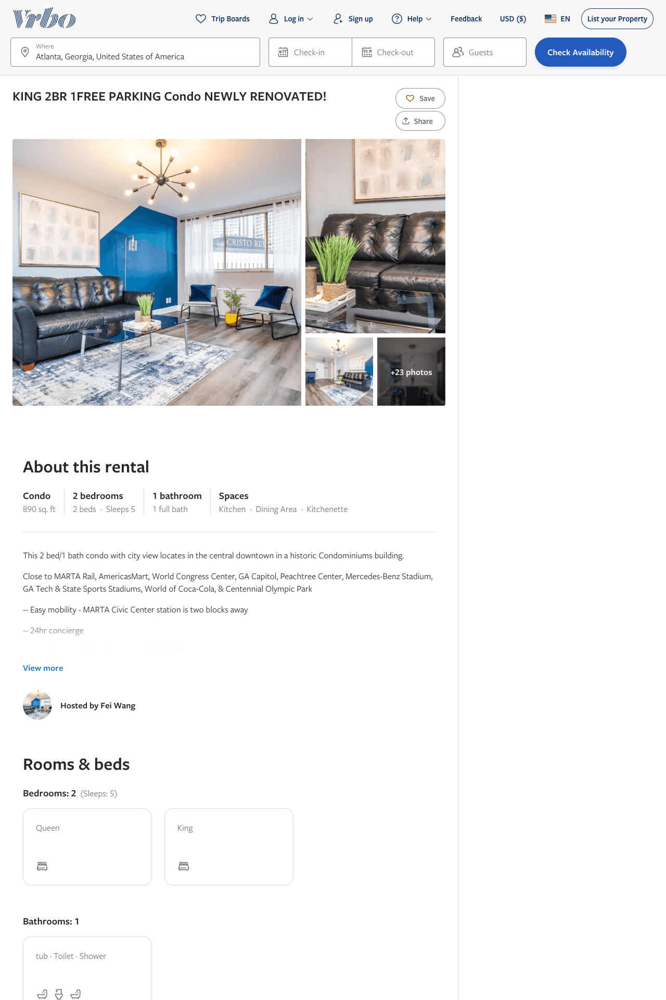 Vrbo
Trip Boards
Log in
Sign up
Help
Feedback
USD ($)
EN
List your Property
Where
Atlanta, Georgia, United States of America
Check-in
Check-out
Guests
Check Availability
KING 2BR 1FREE PARKING Condo NEWLY RENOVATED!
Save
Share
CRISTO REY
+23 photos
About this rental
Condo
890 sq. ft
2 bedrooms
2 beds · Sleeps 5
1 bathroom
1 full bath
Spaces
Kitchen · Dining Area · Kitchenette
This 2 bed/1 bath condo with city view locates in the central downtown in a historic Condominiums building.
Close to MARTA Rail, AmericasMart, World Congress Center, GA Capitol, Peachtree Center, Mercedes-Benz Stadium,
GA Tech & State Sports Stadiums, World of Coca-Cola, & Centennial Olympic Park
-- Easy mobility - MARTA Civic Center station is two blocks away
-- 24hr concierge
View more
Hosted by Fei Wang
Rooms & beds
Bedrooms: 2 (Sleeps: 5)
Queen
King
Bathrooms: 1
tub · Toilet · Shower